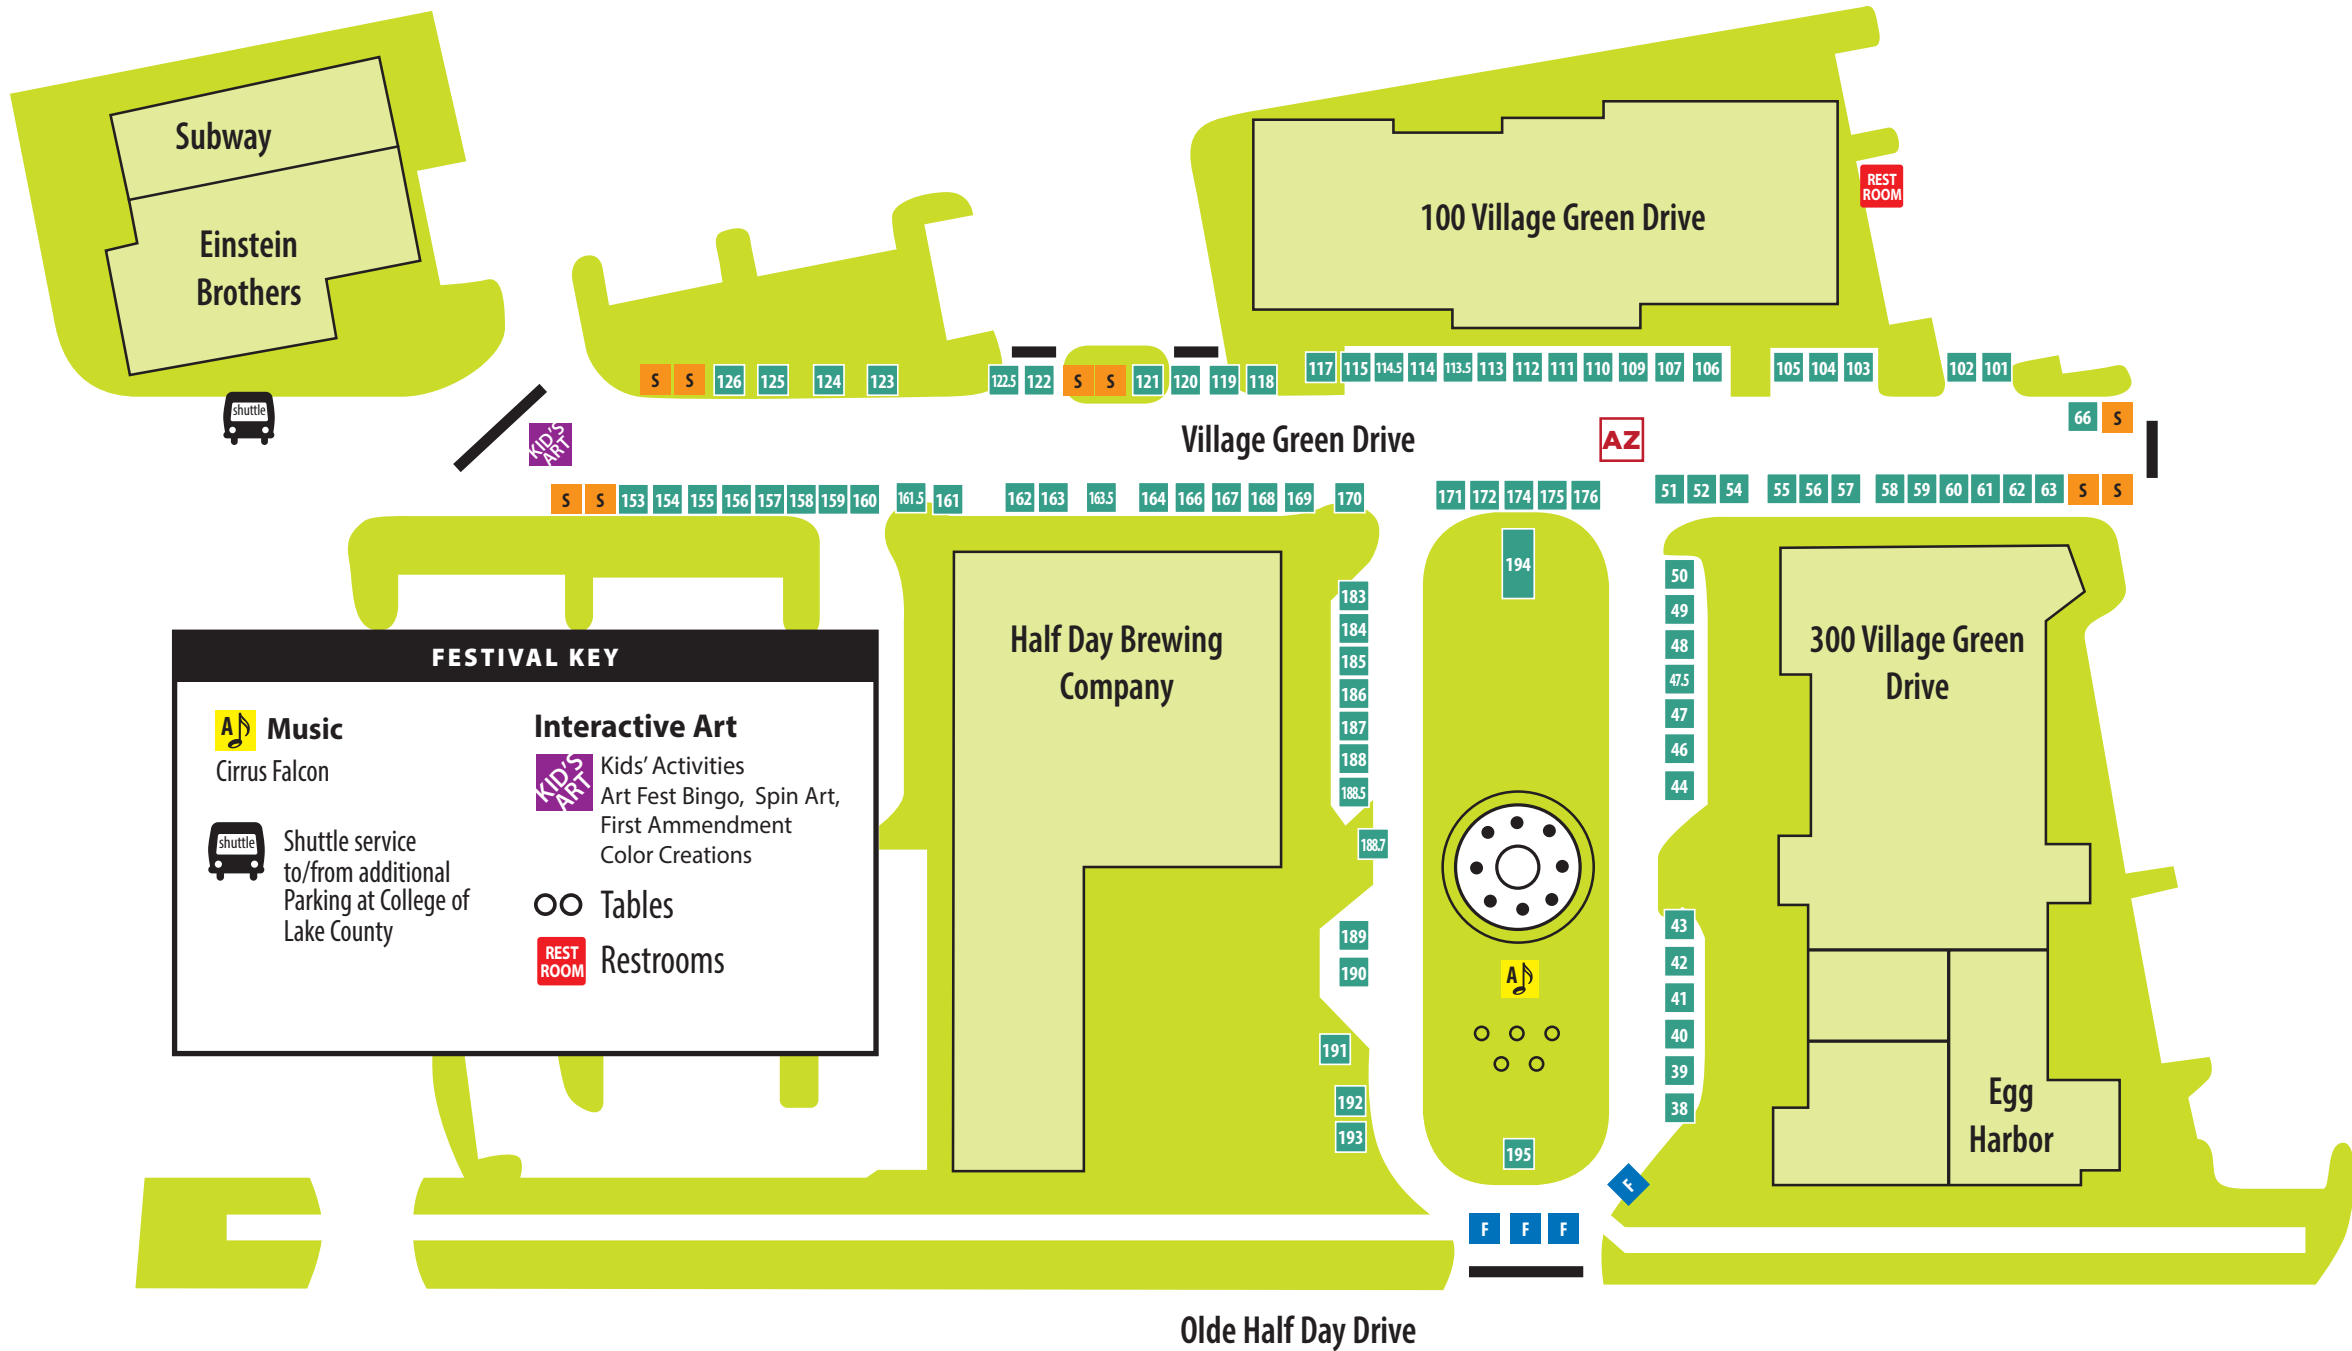 Subway
Einstein
Brothers
shuttle
100 Village Green Drive
REST
ROOM
S S 126 125 124 123 122.5 122 S S 121 120 119 118 117 115 114.5 114 113.5 113 112 111 110 109 107 106 105 104 103 102 101
66 S
KID'S
ART
Village Green Drive
AZ
S S 153 154 155 156 157 158 159 160 161.5 161 162 163 163.5 164 166 167 168 169 170 171 172 174 175 176 51 52 54 55 56 57 58 59 60 61 62 63 S S
194
Half Day Brewing
Company
183
184
185
186
187
188
188.5
188.7
189
190
191
192
193
50
49
48
47.5
47
46
44
43
42
41
40
39
38
300 Village Green
Drive
Egg
Harbor
A
195
F
F F F
FESTIVAL KEY
A Music
Cirrus Falcon
shuttle
Shuttle service
to/from additional
Parking at College of
Lake County
Interactive Art
KID'S
ART
Kids' Activities
Art Fest Bingo, Spin Art,
First Ammendment
Color Creations
Tables
REST
ROOM
Restrooms
Olde Half Day Drive